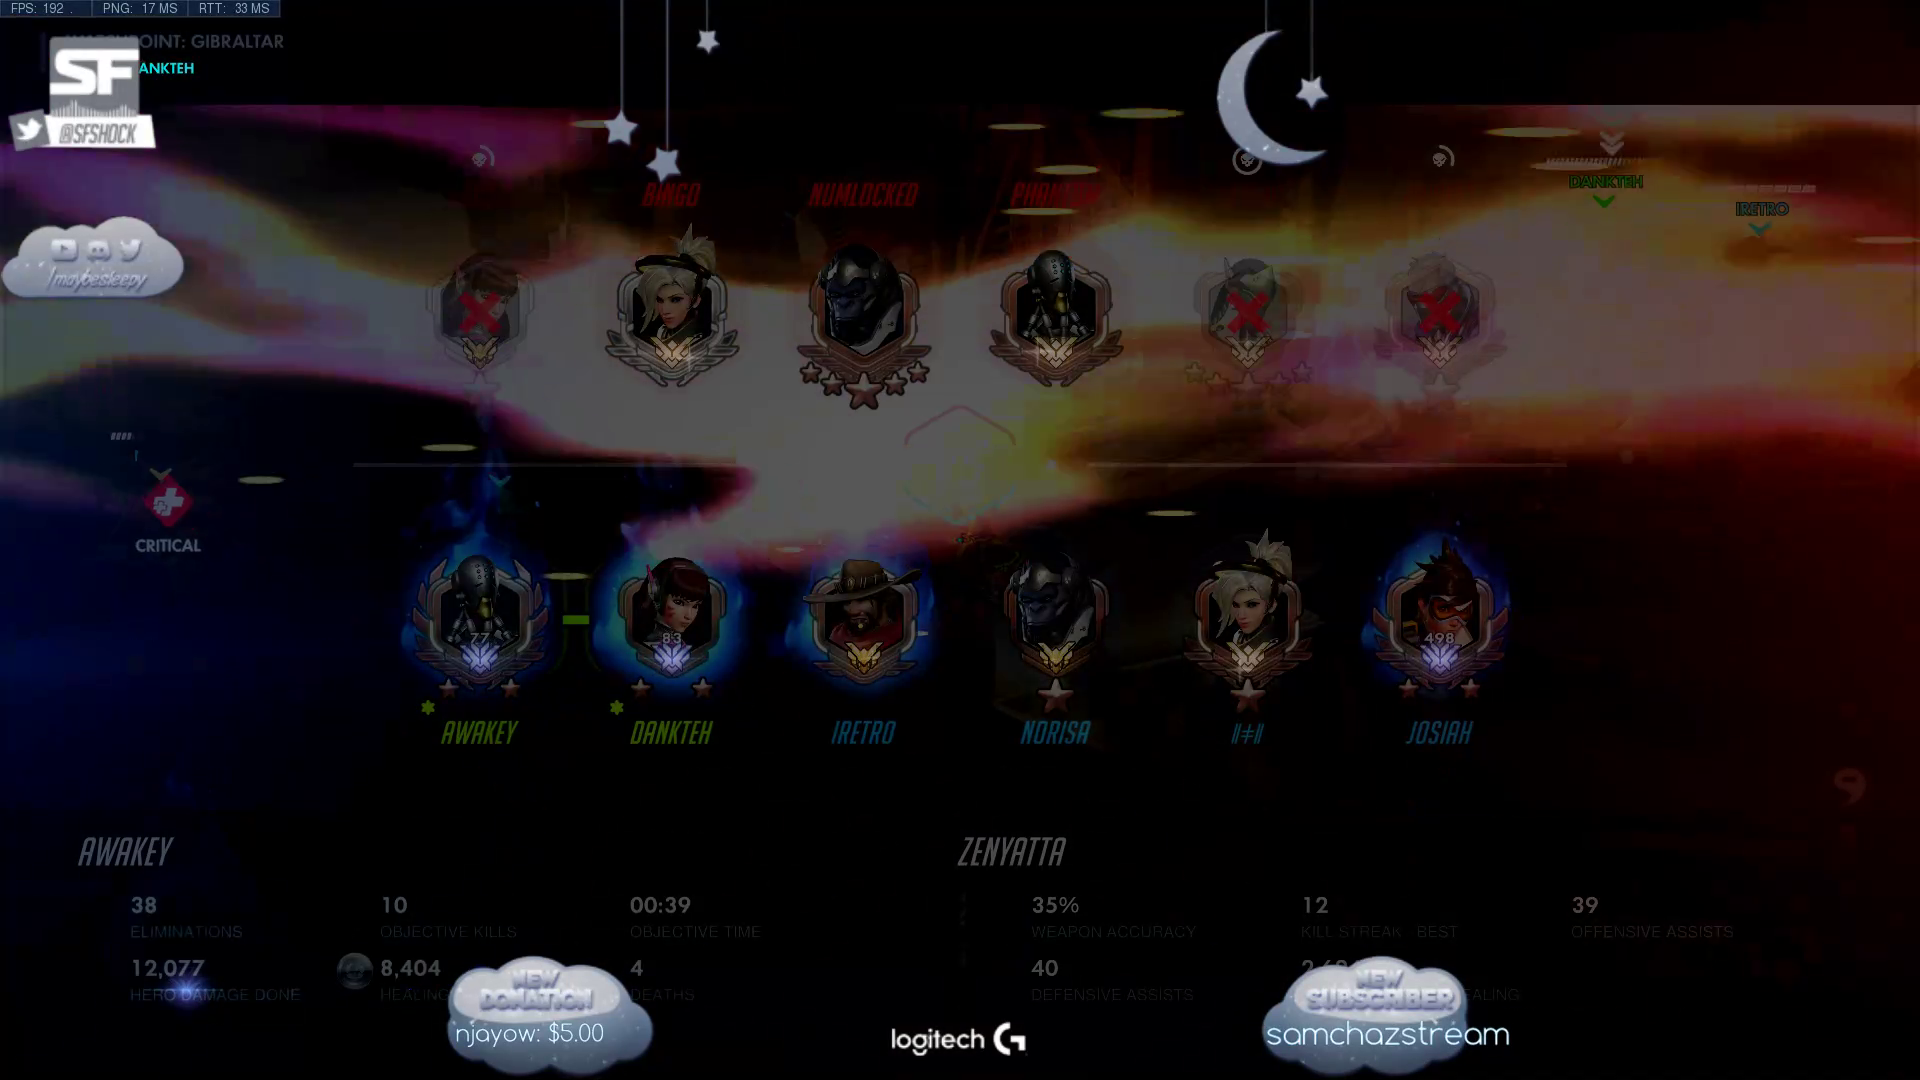 FPS: 192 . PNG: 17 MS RTT: 33 MS
POINT: GIBRALTAR
ANKTEH
SF
@SFSHOCK
BINGO NUMLOCKED
DANKTEH
IRETRO
/maybesleepy
CRITICAL
77 83 498
AWAKEY DANKTEH IRETRO NORISA JOSIAH
9
AWAKEY ZENYATTA
38 10 00:39 35% 12 39
ELIMINATIONS OBJECTIVE KILLS OBJECTIVE TIME WEAPON ACCURACY KILL STREAK - BEST OFFENSIVE ASSISTS
12,077 8,404 4 40
HERO DAMAGE DONE HEALING DEATHS DEFENSIVE ASSISTS
NEW DONATION
njayow: $5.00
logitech G
NEW SUBSCRIBER
samchazstream